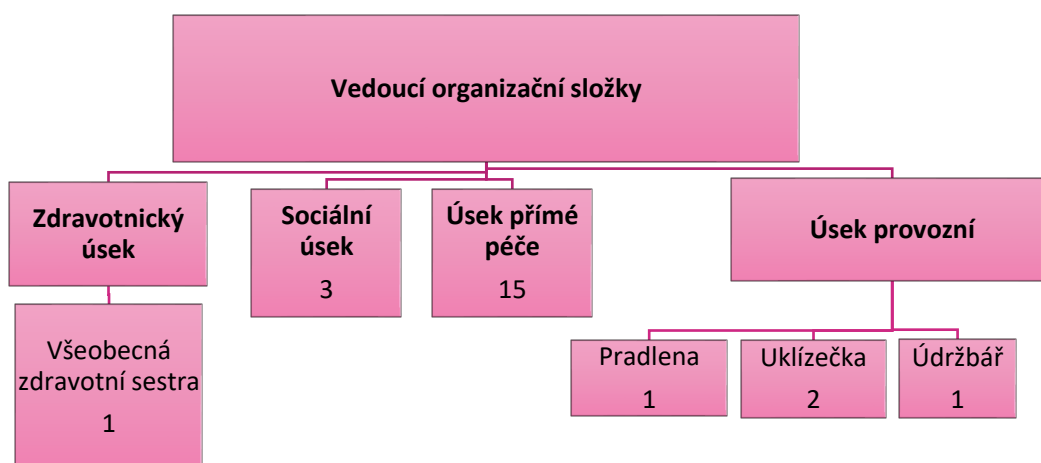 Vedoucí organizační složky
Zdravotnický
úsek
Sociální
úsek
3
Úsek přímé
péče
15
Úsek provozní
Všeobecná
zdravotní sestra
1
Pradlena
1
Uklízečka
2
Údržbář
1